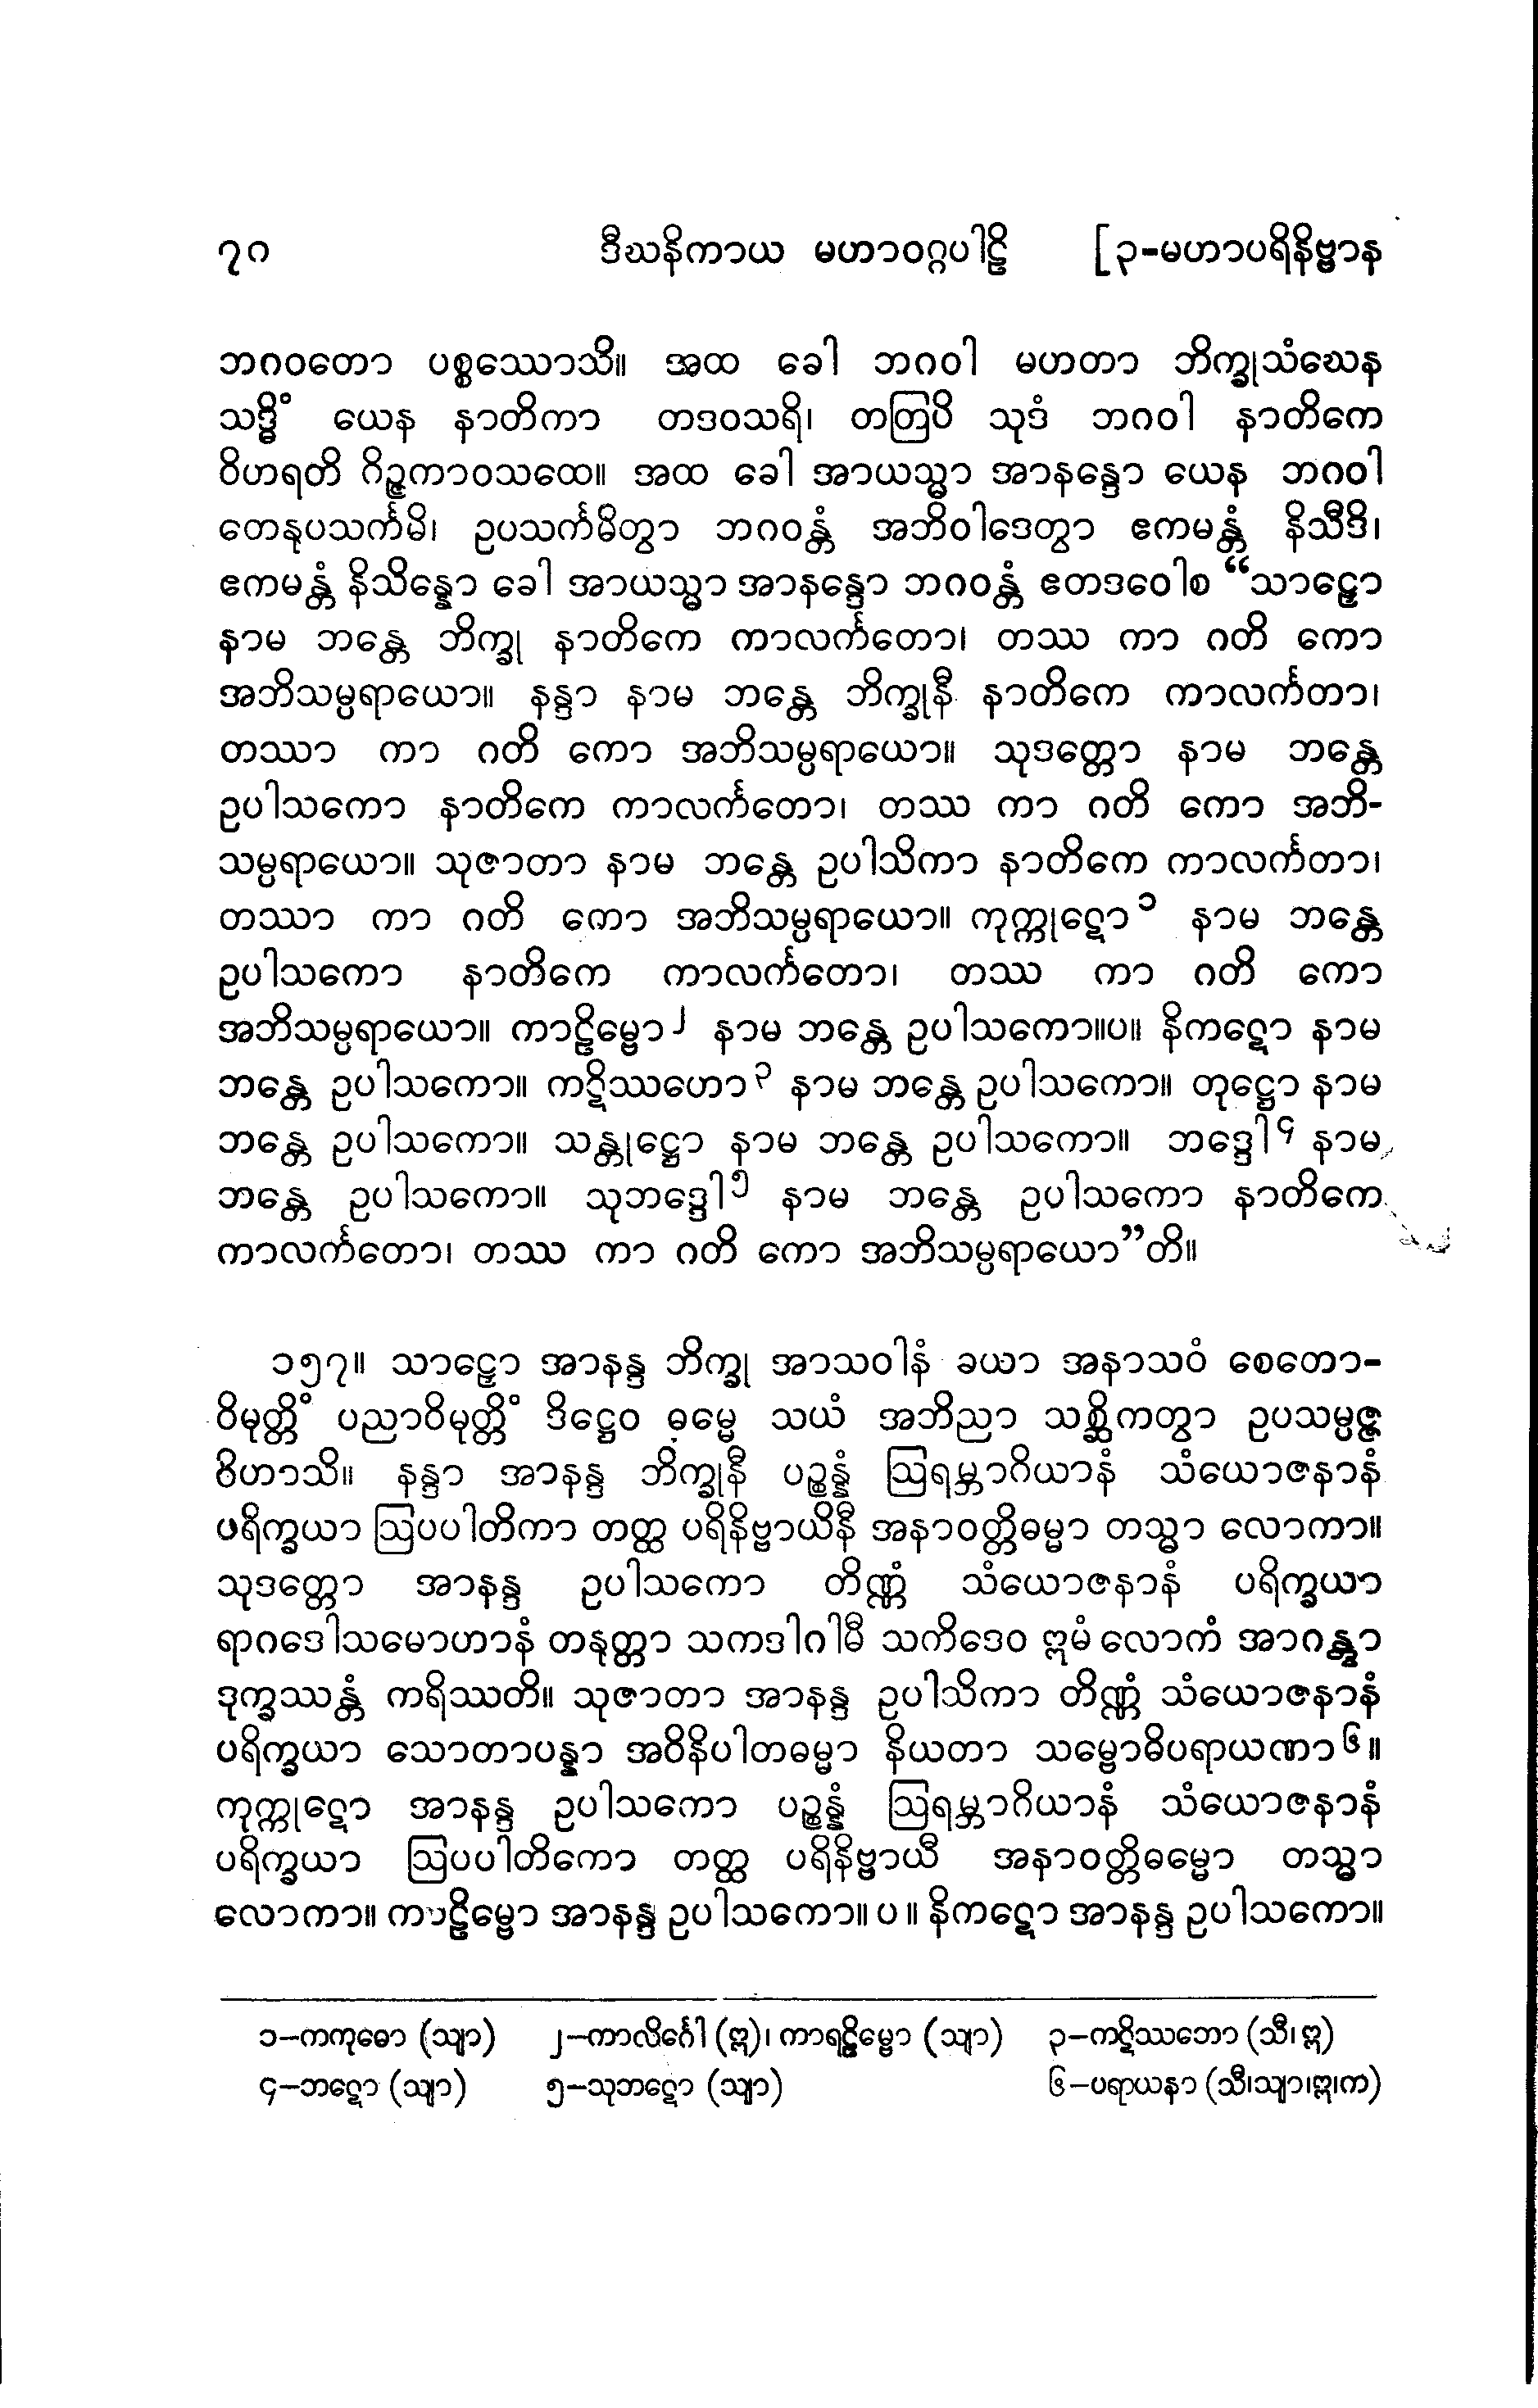 ၇၈ ဒီဃနိကာယ မဟာဝဂ္ဂပါဠိ [၃-မဟာပရိနိဗ္ဗာန
ဘဂဝတော ပစ္စဿောသိ။ အထ ခေါ ဘဂဝါ မဟတာ ဘိက္ခုသံဃေန
သဒ္ဓိံ ယေန နာတိကာ တဒဝသရိ၊ တတြပိ သုဒံ ဘဂဝါ နာတိကေ
ဝိဟရတိ ဂိဉ္ဇကာဝသထေ။ အထ ခေါ အာယသ္မာ အာနန္ဒော ယေန ဘဂဝါ
တေနုပသင်္ကမိ၊ ဥပသင်္ကမိတွာ ဘဂဝန္တံ အဘိဝါဒေတွာ ဧကမန္တံ နိသီဒိ၊
ဧကမန္တံ နိသိန္နော ခေါ အာယသ္မာ အာနန္ဒော ဘဂဝန္တံ ဧတဒဝေါစ “သာဠှော
နာမ ဘန္တေ ဘိက္ခု နာတိကေ ကာလင်္ကတော၊ တဿ ကာ ဂတိ ကော
အဘိသမ္ပရာယော။ နန္ဒာ နာမ ဘန္တေ ဘိက္ခုနီ နာတိကေ ကာလင်္ကတာ၊
တဿာ ကာ ဂတိ ကော အဘိသမ္ပရာယော။ သုဒတ္တော နာမ ဘန္တေ
ဥပါသကော နာတိကေ ကာလင်္ကတော၊ တဿ ကာ ဂတိ ကော အဘိ-
သမ္ပရာယော။ သုဇာတာ နာမ ဘန္တေ ဥပါသိကာ နာတိကေ ကာလင်္ကတာ၊
တဿာ ကာ ဂတိ ကော အဘိသမ္ပရာယော။ ကုက္ကုဋော၁ နာမ ဘန္တေ
ဥပါသကော နာတိကေ ကာလင်္ကတော၊ တဿ ကာ ဂတိ ကော
အဘိသမ္ပရာယော။ ကာဠိမ္ဗော၂ နာမ ဘန္တေ ဥပါသကော။ပ။ နိကဋော နာမ
ဘန္တေ ဥပါသကော။ ကဋိဿဟော၃ နာမ ဘန္တေ ဥပါသကော။ တုဋ္ဌော နာမ
ဘန္တေ ဥပါသကော။ သန္တုဋ္ဌော နာမ ဘန္တေ ဥပါသကော။ ဘဒ္ဒေါ၄ နာမ
ဘန္တေ ဥပါသကော။ သုဘဒ္ဒေါ၅ နာမ ဘန္တေ ဥပါသကော နာတိကေ
ကာလင်္ကတော၊ တဿ ကာ ဂတိ ကော အဘိသမ္ပရာယော”တိ။
၁၅၇။ သာဠှော အာနန္ဒ ဘိက္ခု အာသဝါနံ ခယာ အနာသဝံ စေတော-
ဝိမုတ္တိံ ပညာဝိမုတ္တိံ ဒိဋ္ဌေဝ ဓမ္မေ သယံ အဘိညာ သစ္ဆိကတွာ ဥပသမ္ပဇ္ဇ
ဝိဟာသိ။ နန္ဒာ အာနန္ဒ ဘိက္ခုနီ ပဉ္စန္နံ ဩရမ္ဘာဂိယာနံ သံယောဇနာနံ
ပရိက္ခယာ ဩပပါတိကာ တတ္ထ ပရိနိဗ္ဗာယိနီ အနာဝတ္တိဓမ္မာ တသ္မာ လောကာ။
သုဒတ္တော အာနန္ဒ ဥပါသကော တိဏ္ဏံ သံယောဇနာနံ ပရိက္ခယာ
ရာဂဒေါသမောဟာနံ တနုတ္တာ သကဒါဂါမီ သကိဒေဝ ဣမံ လောကံ အာဂန္တွာ
ဒုက္ခဿန္တံ ကရိဿတိ။ သုဇာတာ အာနန္ဒ ဥပါသိကာ တိဏ္ဏံ သံယောဇနာနံ
ပရိက္ခယာ သောတာပန္နာ အဝိနိပါတဓမ္မာ နိယတာ သမ္ဗောဓိပရာယဏာ၆။
ကုက္ကုဋော အာနန္ဒ ဥပါသကော ပဉ္စန္နံ ဩရမ္ဘာဂိယာနံ သံယောဇနာနံ
ပရိက္ခယာ ဩပပါတိကော တတ္ထ ပရိနိဗ္ဗာယီ အနာဝတ္တိဓမ္မော တသ္မာ
လောကာ။ ကာဠိမ္ဗော အာနန္ဒ ဥပါသကော။ ပ ။ နိကဋော အာနန္ဒ ဥပါသကော။
၁-ကကုဓော (သျာ) ၂-ကာလိင်္ဂေါ (ဣ)၊ ကာရဠိမ္ဗော (သျာ) ၃-ကဋိဿဘော (သီ၊ ဣ)
၄-ဘဋော (သျာ) ၅-သုဘဋော (သျာ) ၆-ပရာယနာ (သီ၊သျာ၊ဣ၊က)